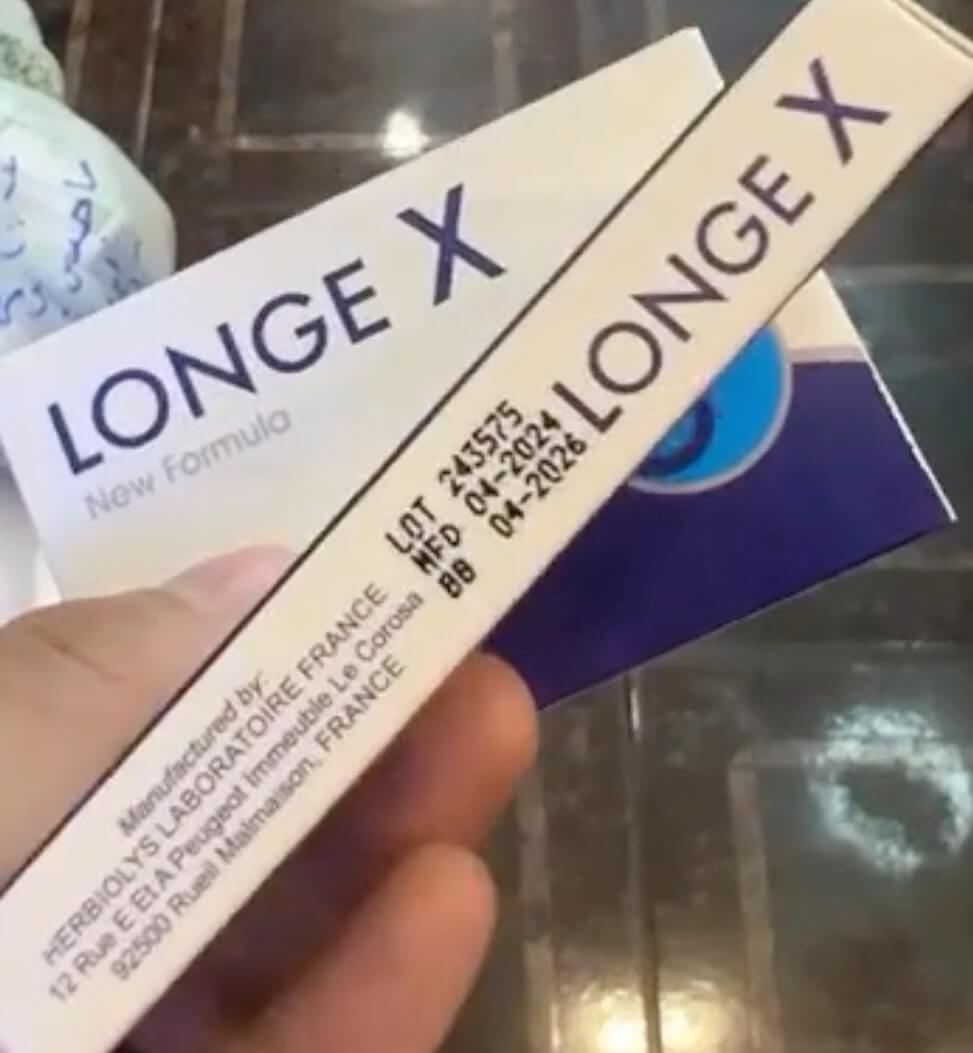 LONGE X
New Formula
LONGE X
LOT 243575
MFD 04-2024
BB 04-2026
Manufactured by:
HERBIOLYS LABORATOIRE FRANCE
12 Rue E Et A Peugeot Immeuble Le Corosa
92500 Rueil Malmaison, FRANCE